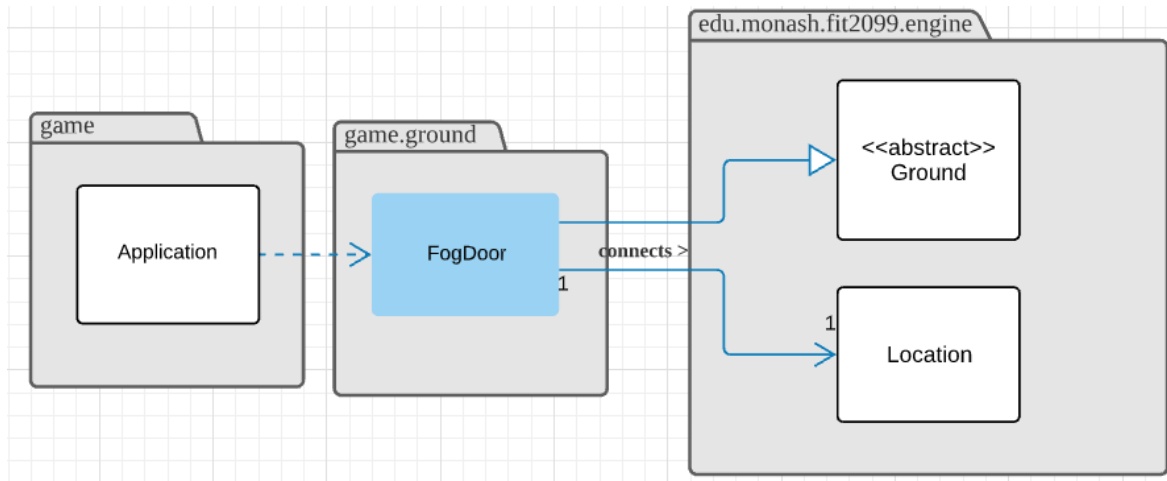 edu.monash.fit2099.engine
game
game.ground
<<abstract>>
Ground
Application
FogDoor
connects >
1
1
Location